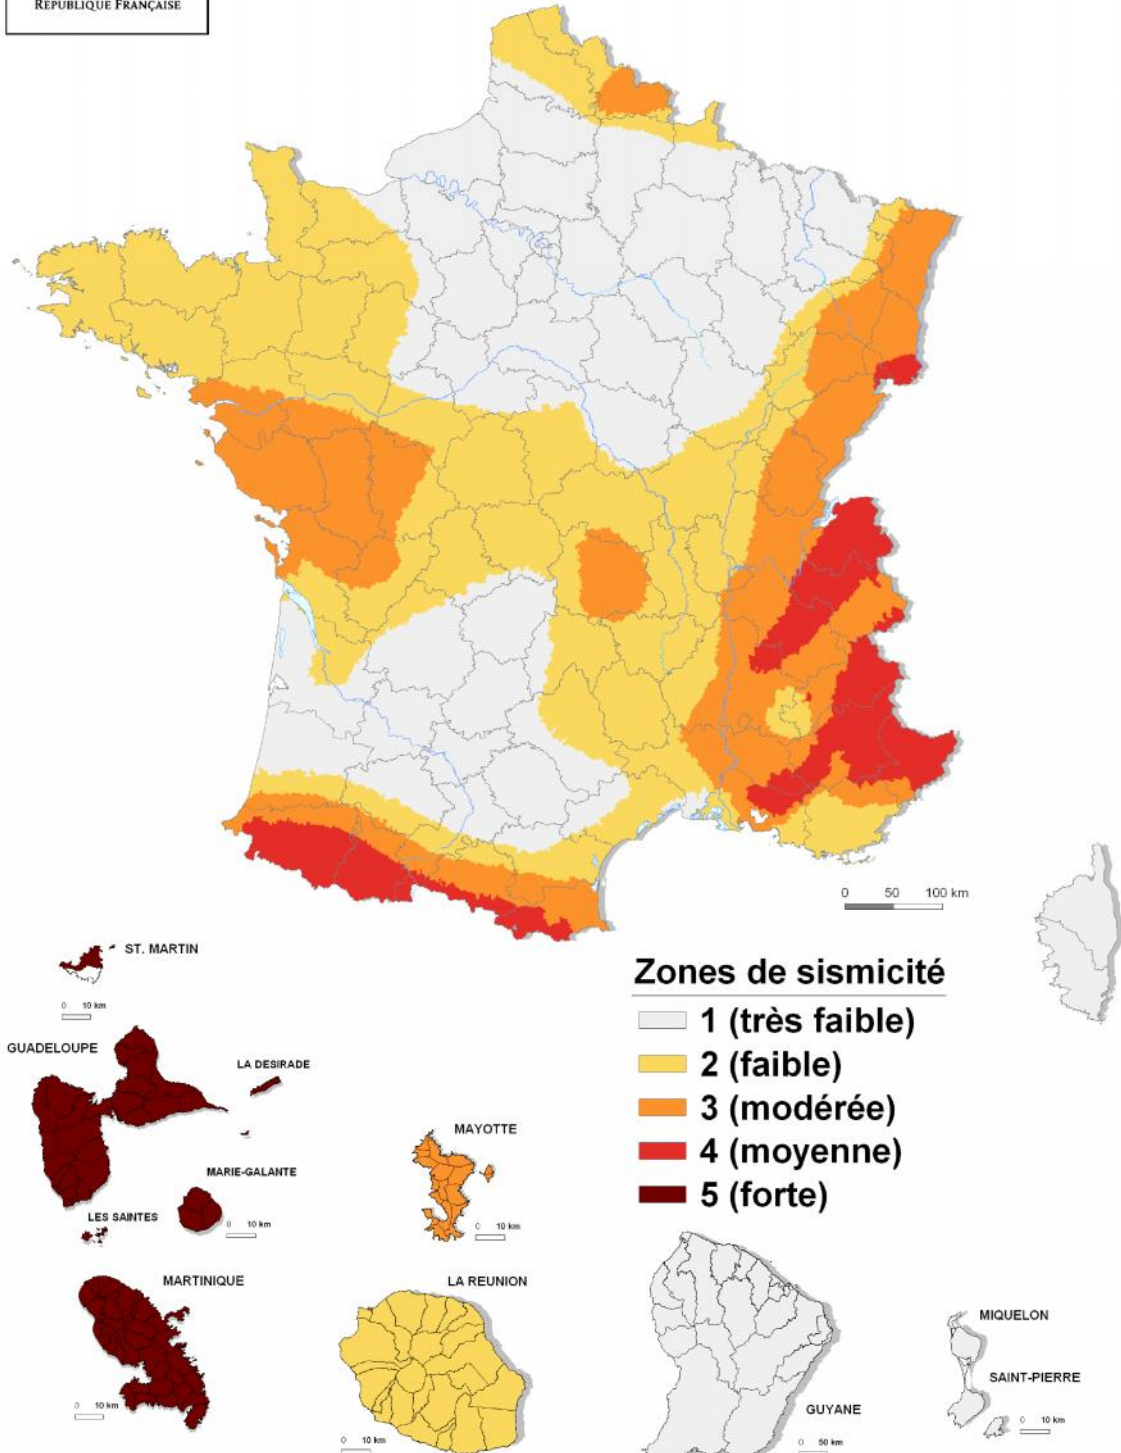 RÉPUBLIQUE FRANÇAISE
0 50 100 km
ST. MARTIN
0 10 km
Zones de sismicité
1 (très faible)
2 (faible)
3 (modérée)
4 (moyenne)
5 (forte)
GUADELOUPE
LA DESIRADE
MARIE-GALANTE
0 10 km
LES SAINTES
MAYOTTE
0 10 km
MARTINIQUE
0 10 km
LA REUNION
0 10 km
GUYANE
0 50 km
MIQUELON
SAINT-PIERRE
0 10 km